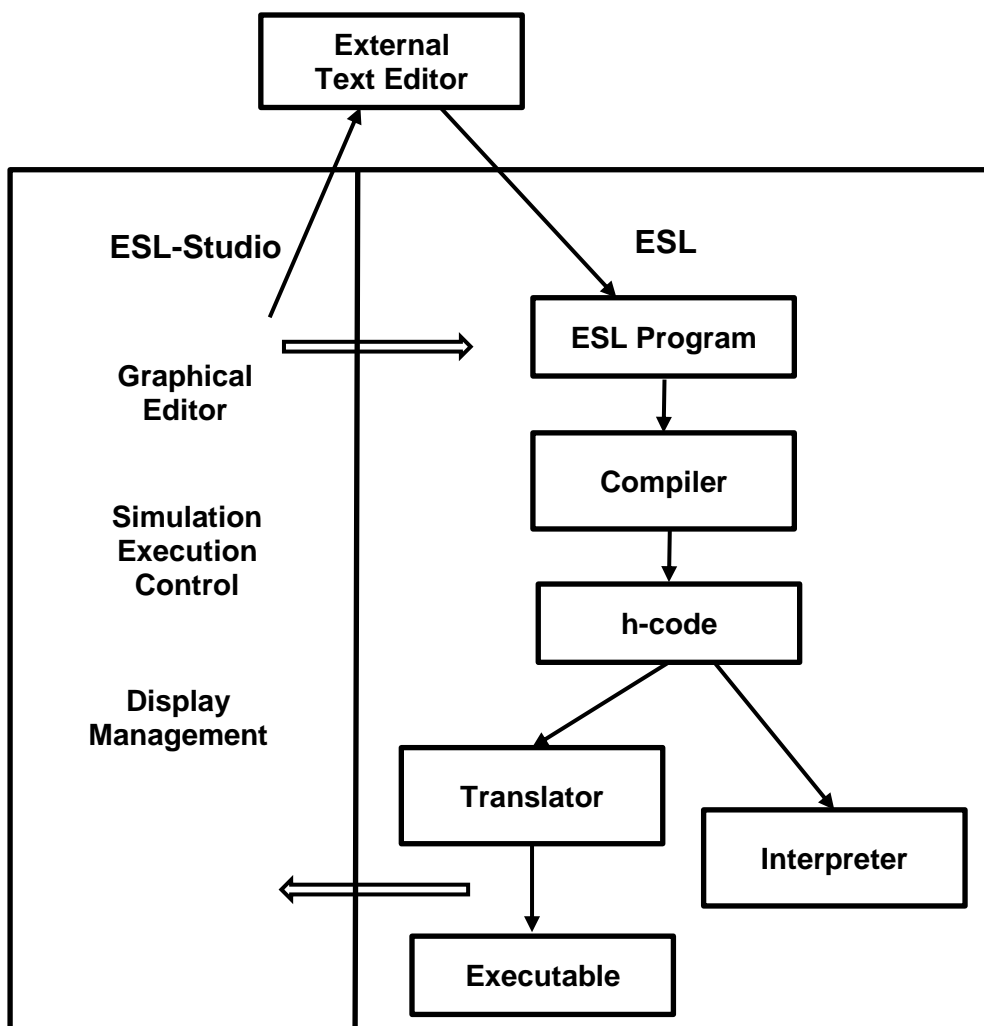 External
Text Editor
ESL-Studio
Graphical
Editor
Simulation
Execution
Control
Display
Management
ESL
ESL Program
Compiler
h-code
Translator
Interpreter
Executable